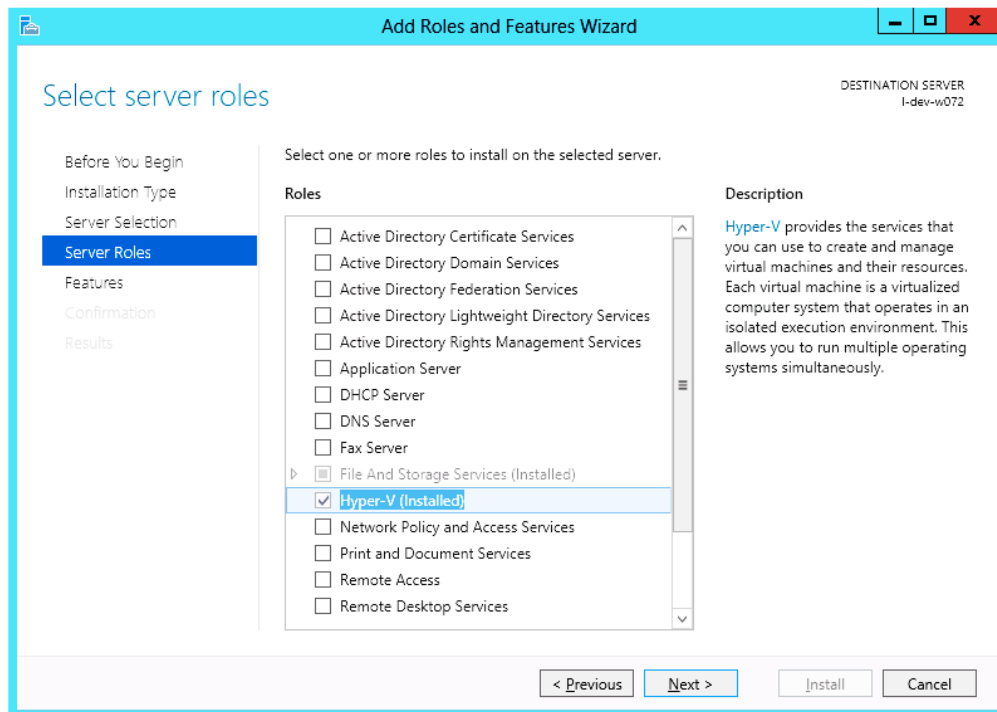 Add Roles and Features Wizard
Select server roles
DESTINATION SERVER
l-dev-w072
Before You Begin
Installation Type
Server Selection
Server Roles
Features
Confirmation
Results
Select one or more roles to install on the selected server.
Roles
Active Directory Certificate Services
Active Directory Domain Services
Active Directory Federation Services
Active Directory Lightweight Directory Services
Active Directory Rights Management Services
Application Server
DHCP Server
DNS Server
Fax Server
File And Storage Services (Installed)
Hyper-V (Installed)
Network Policy and Access Services
Print and Document Services
Remote Access
Remote Desktop Services
Description
Hyper-V provides the services that
you can use to create and manage
virtual machines and their resources.
Each virtual machine is a virtualized
computer system that operates in an
isolated execution environment. This
allows you to run multiple operating
systems simultaneously.
< Previous
Next >
Install
Cancel